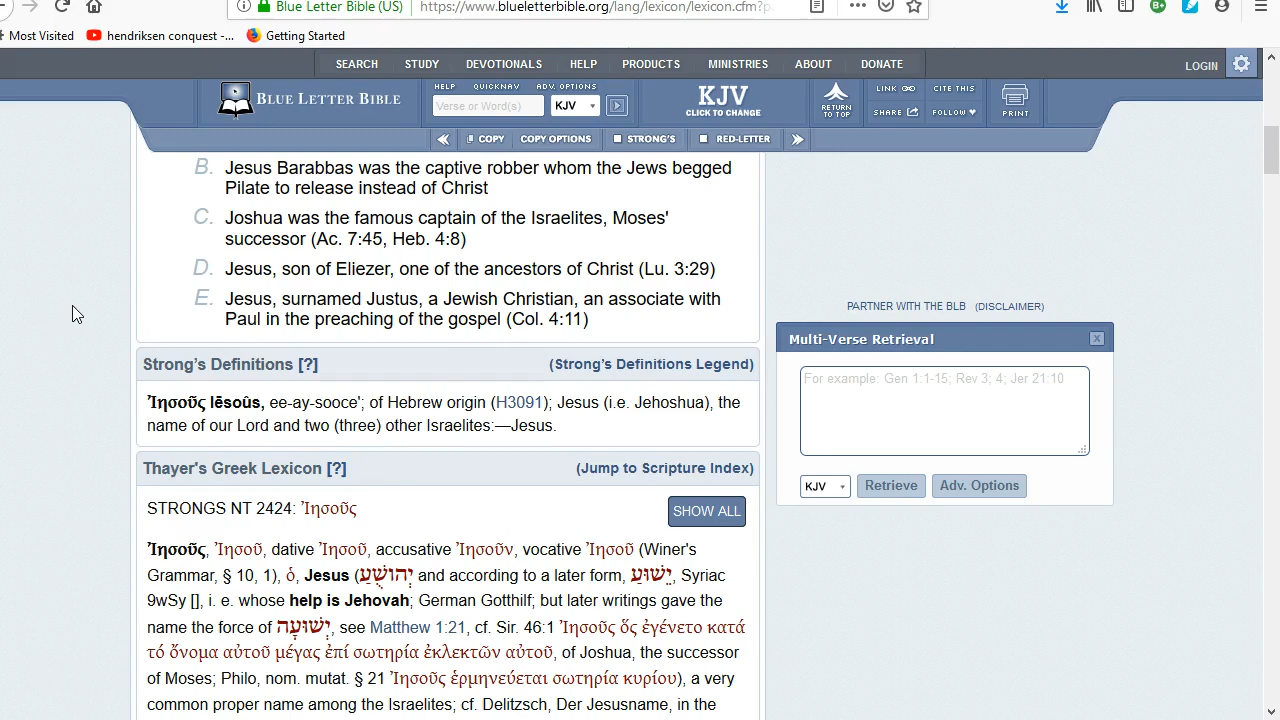 Blue Letter Bible (US) https://www.blueletterbible.org/lang/lexicon/lexicon.cfm?p
Most Visited hendriksen conquest -... Getting Started
SEARCH STUDY DEVOTIONALS HELP PRODUCTS MINISTRIES ABOUT DONATE LOGIN
HELP QUICKNAV ADV. OPTIONS
BLUE LETTER BIBLE
Verse or Word(s) KJV
KJV
CLICK TO CHANGE
RETURN
TO TOP
LINK CITE THIS
SHARE FOLLOW
PRINT
COPY COPY OPTIONS STRONG'S RED-LETTER
B. Jesus Barabbas was the captive robber whom the Jews begged
Pilate to release instead of Christ
C. Joshua was the famous captain of the Israelites, Moses'
successor (Ac. 7:45, Heb. 4:8)
D. Jesus, son of Eliezer, one of the ancestors of Christ (Lu. 3:29)
E. Jesus, surnamed Justus, a Jewish Christian, an associate with
Paul in the preaching of the gospel (Col. 4:11)
Strong's Definitions [?] (Strong's Definitions Legend)
Ἰησοῦς Iēsoûs, ee-ay-sooce'; of Hebrew origin (H3091); Jesus (i.e. Jehoshua), the
name of our Lord and two (three) other Israelites:—Jesus.
Thayer's Greek Lexicon [?] (Jump to Scripture Index)
STRONGS NT 2424: Ἰησοῦς
SHOW ALL
Ἰησοῦς, Ἰησοῦ, dative Ἰησοῦ, accusative Ἰησοῦν, vocative Ἰησοῦ (Winer's
Grammar, § 10, 1), ὁ, Jesus (יְהוֹשֻׁעַ and according to a later form, יֵשׁוּעַ, Syriac
9wSy [], i. e. whose help is Jehovah; German Gotthilf; but later writings gave the
name the force of יְשׁוּעָה, see Matthew 1:21, cf. Sir. 46:1 Ἰησοῦς ὅς ἐγένετο κατά
τό ὄνομα αὐτοῦ μέγας ἐπί σωτηρία ἐκλεκτῶν αὐτοῦ, of Joshua, the successor
of Moses; Philo, nom. mutat. § 21 Ἰησοῦς ἑρμηνεύεται σωτηρία κυρίου), a very
common proper name among the Israelites; cf. Delitzsch, Der Jesusname, in the
PARTNER WITH THE BLB (DISCLAIMER)
Multi-Verse Retrieval x
For example: Gen 1:1-15; Rev 3; 4; Jer 21:10
KJV Retrieve Adv. Options